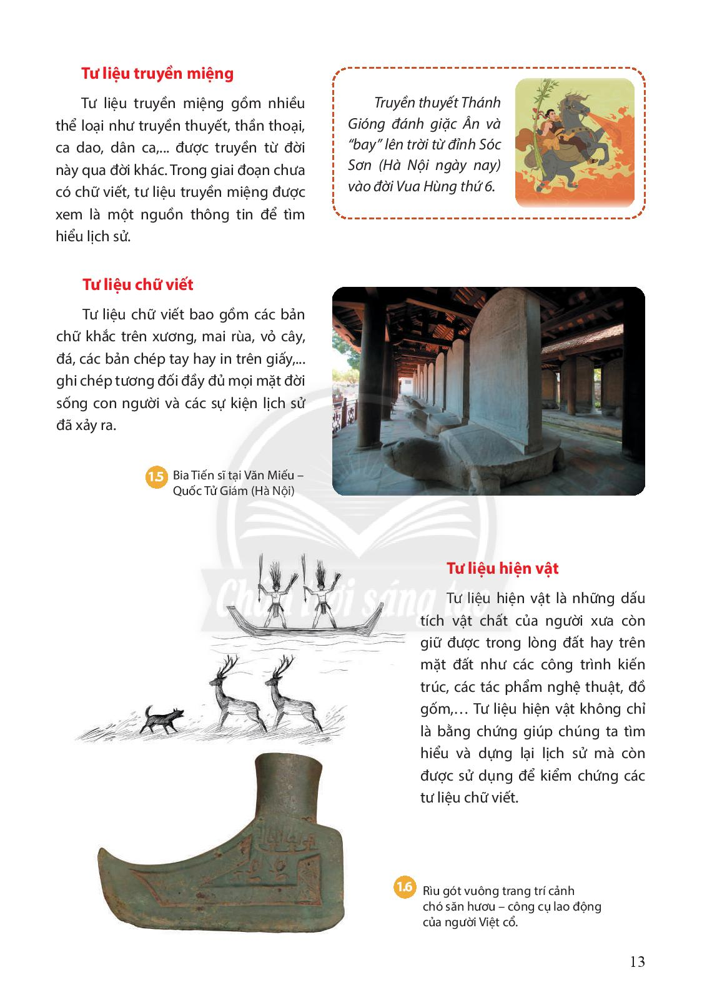 Tư liệu truyền miệng
Tư liệu truyền miệng gồm nhiều
thể loại như truyền thuyết, thần thoại,
ca dao, dân ca,... được truyền từ đời
này qua đời khác. Trong giai đoạn chưa
có chữ viết, tư liệu truyền miệng được
xem là một nguồn thông tin để tìm
hiểu lịch sử.
Truyền thuyết Thánh
Gióng đánh giặc Ân và
“bay” lên trời từ đỉnh Sóc
Sơn (Hà Nội ngày nay)
vào đời Vua Hùng thứ 6.
Tư liệu chữ viết
Tư liệu chữ viết bao gồm các bản
chữ khắc trên xương, mai rùa, vỏ cây,
đá, các bản chép tay hay in trên giấy,...
ghi chép tương đối đầy đủ mọi mặt đời
sống con người và các sự kiện lịch sử
đã xảy ra.
1.5 Bia Tiến sĩ tại Văn Miếu –
Quốc Tử Giám (Hà Nội)
Chân trời sáng tạo
Tư liệu hiện vật
Tư liệu hiện vật là những dấu
tích vật chất của người xưa còn
giữ được trong lòng đất hay trên
mặt đất như các công trình kiến
trúc, các tác phẩm nghệ thuật, đồ
gốm,… Tư liệu hiện vật không chỉ
là bằng chứng giúp chúng ta tìm
hiểu và dựng lại lịch sử mà còn
được sử dụng để kiểm chứng các
tư liệu chữ viết.
1.6 Rìu gót vuông trang trí cảnh
chó săn hươu – công cụ lao động
của người Việt cổ.
13